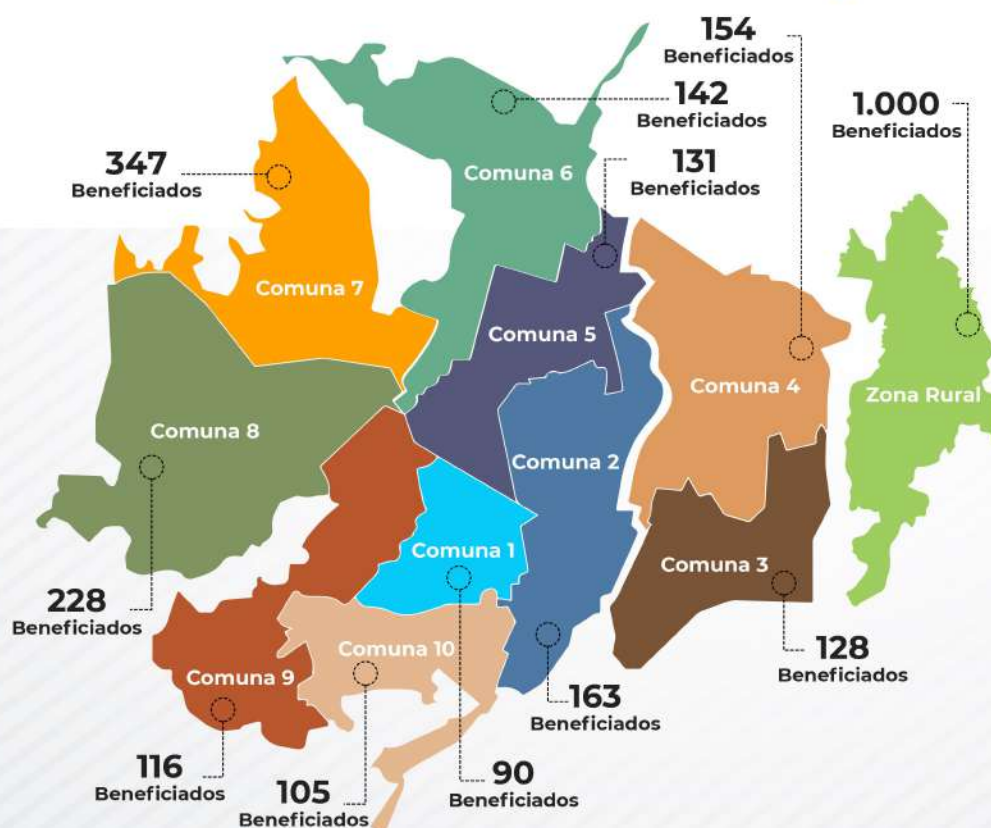 154
Beneficiados
142
Beneficiados
1.000
Beneficiados
131
Beneficiados
347
Beneficiados
Comuna 6
Comuna 7
Comuna 5
Comuna 4
Zona Rural
Comuna 8
Comuna 2
Comuna 1
Comuna 3
228
Beneficiados
Comuna 10
Comuna 9
128
Beneficiados
163
Beneficiados
116
Beneficiados
105
Beneficiados
90
Beneficiados